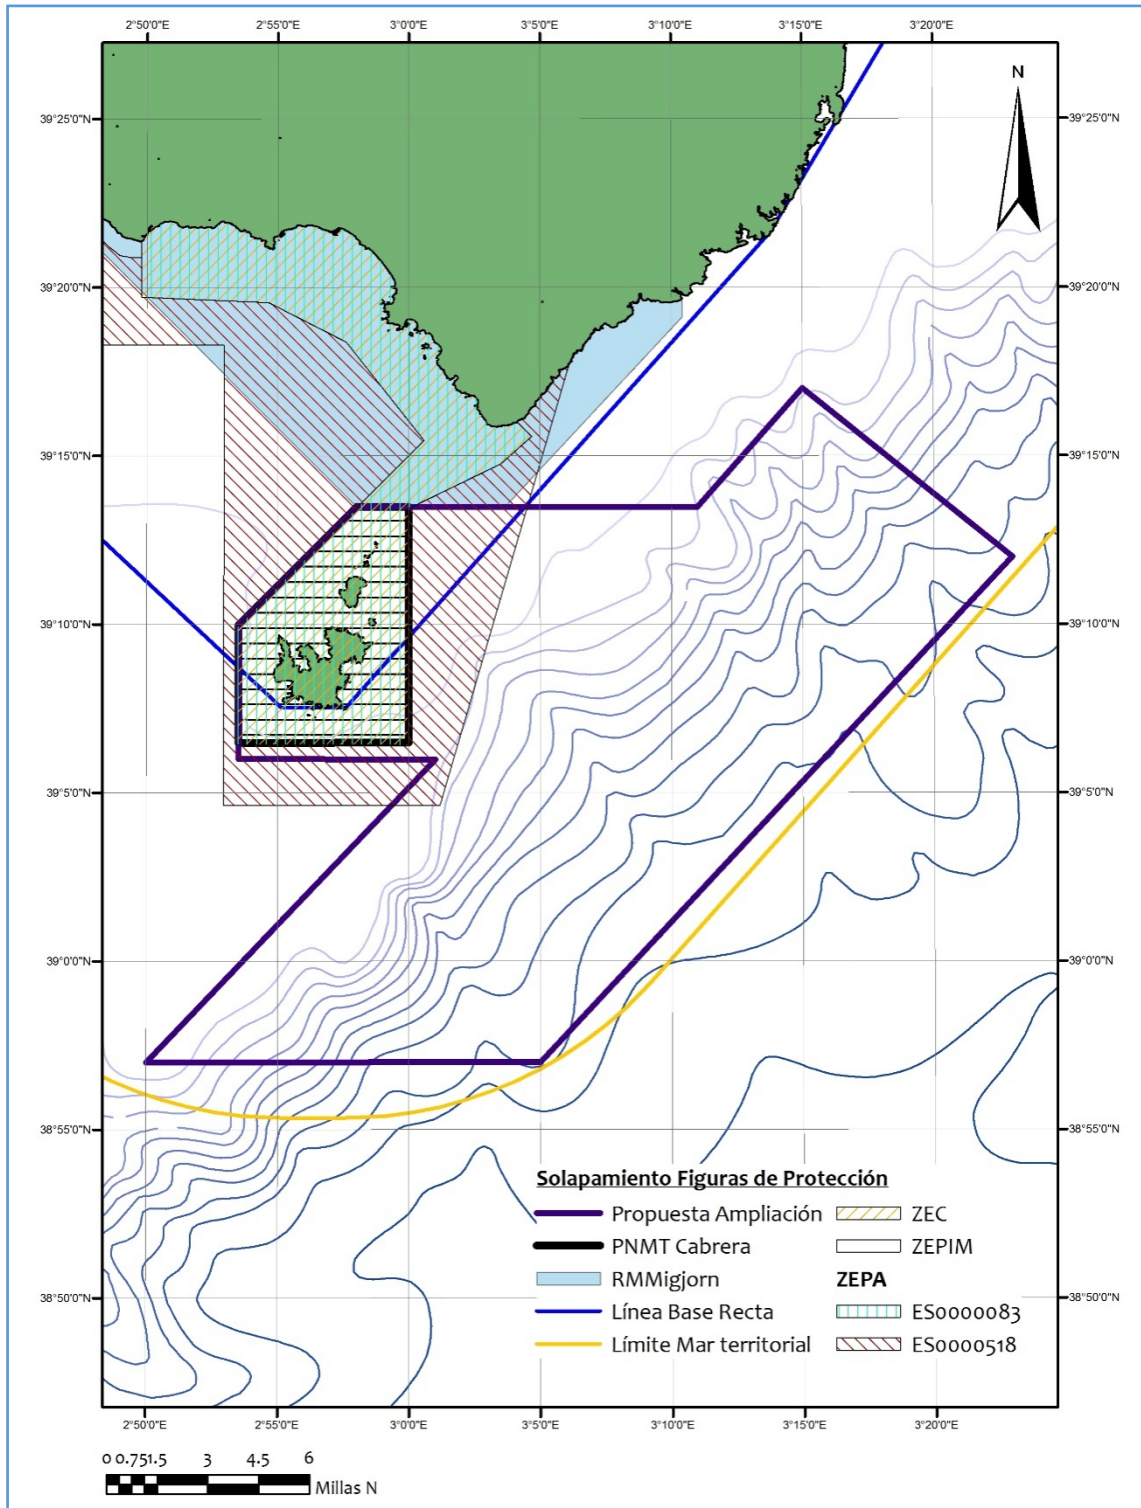 2°50'0"E 2°55'0"E 3°0'0"E 3°5'0"E 3°10'0"E 3°15'0"E 3°20'0"E
N
39°25'0"N 39°25'0"N
39°20'0"N 39°20'0"N
39°15'0"N 39°15'0"N
39°10'0"N 39°10'0"N
39°5'0"N 39°5'0"N
39°0'0"N 39°0'0"N
38°55'0"N 38°55'0"N
Solapamiento Figuras de Protección
Propuesta Ampliación ZEC
PNMT Cabrera ZEPIM
RMMigjorn ZEPA
38°50'0"N 38°50'0"N
Línea Base Recta ES0000083
Límite Mar territorial ES0000518
2°50'0"E 2°55'0"E 3°0'0"E 3°5'0"E 3°10'0"E 3°15'0"E 3°20'0"E
0 0.751.5 3 4.5 6
Millas N